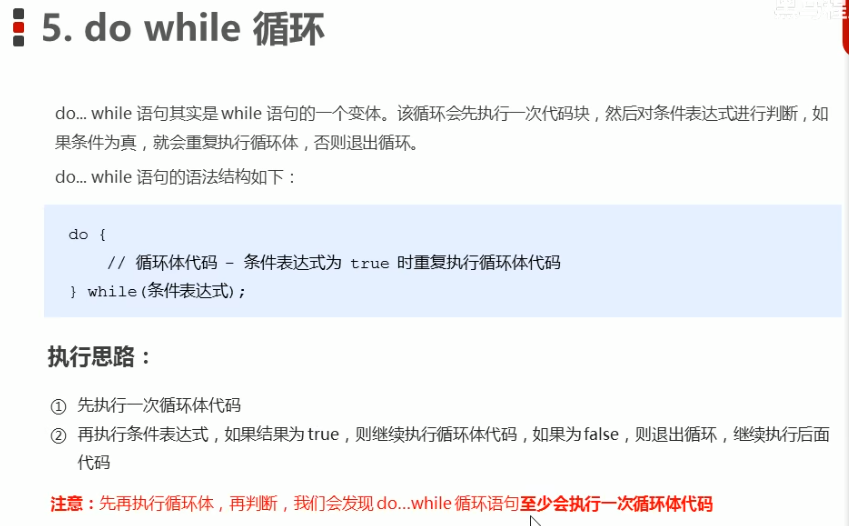 5. do while 循环
do... while 语句其实是 while 语句的一个变体。该循环会先执行一次代码块，然后对条件表达式进行判断，如
果条件为真，就会重复执行循环体，否则退出循环。
do... while 语句的语法结构如下：
do {
// 循环体代码 - 条件表达式为 true 时重复执行循环体代码
} while(条件表达式);
执行思路：
① 先执行一次循环体代码
② 再执行条件表达式，如果结果为 true，则继续执行循环体代码，如果为 false，则退出循环，继续执行后面
代码
注意：先再执行循环体，再判断，我们会发现 do...while 循环语句至少会执行一次循环体代码